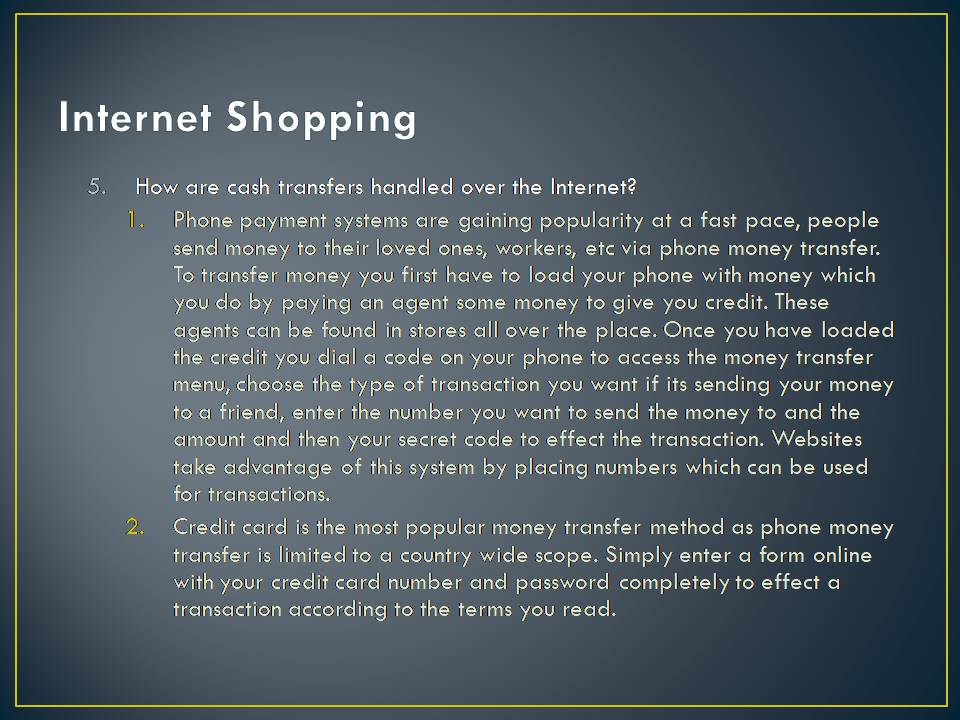 Internet Shopping
5. How are cash transfers handled over the Internet?
1. Phone payment systems are gaining popularity at a fast pace, people
send money to their loved ones, workers, etc via phone money transfer.
To transfer money you first have to load your phone with money which
you do by paying an agent some money to give you credit. These
agents can be found in stores all over the place. Once you have loaded
the credit you dial a code on your phone to access the money transfer
menu, choose the type of transaction you want if its sending your money
to a friend, enter the number you want to send the money to and the
amount and then your secret code to effect the transaction. Websites
take advantage of this system by placing numbers which can be used
for transactions.
2. Credit card is the most popular money transfer method as phone money
transfer is limited to a country wide scope. Simply enter a form online
with your credit card number and password completely to effect a
transaction according to the terms you read.